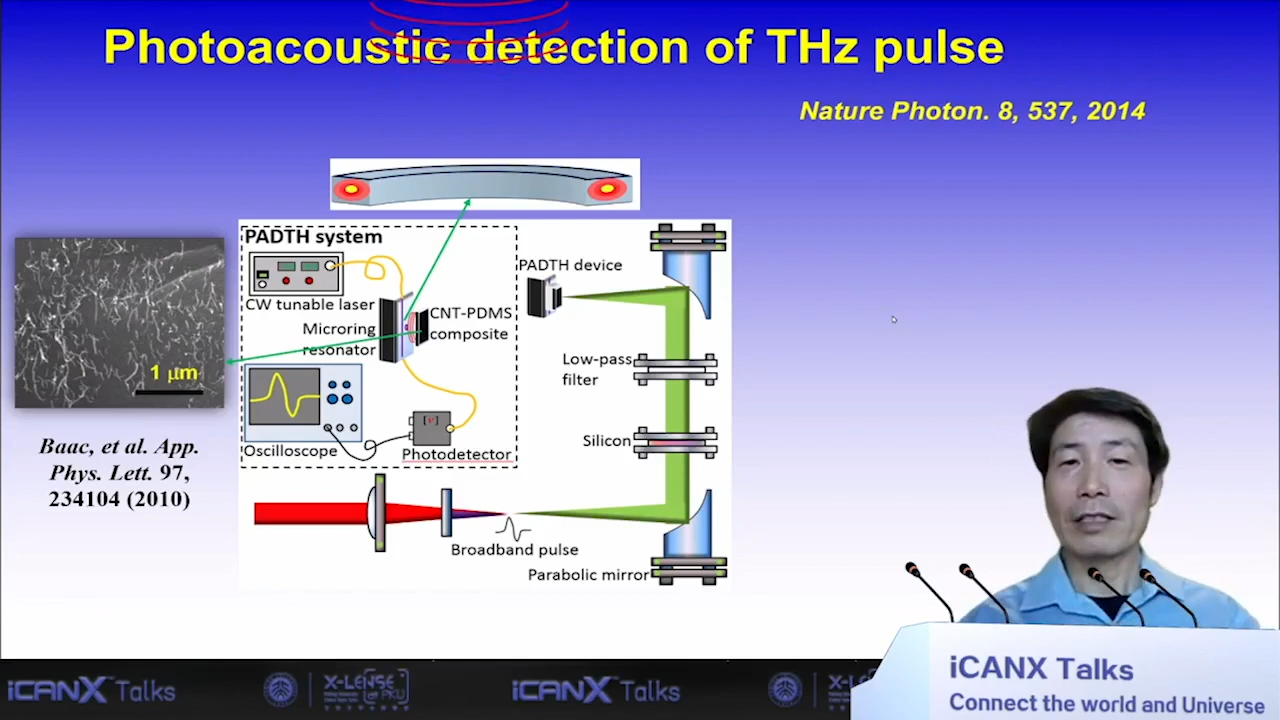 Photoacoustic detection of THz pulse
Nature Photon. 8, 537, 2014
PADTH system
CW tunable laser
Microring
resonator
CNT-PDMS
composite
Oscilloscope
Photodetector
PADTH device
Low-pass
filter
Silicon
Broadband pulse
Parabolic mirror
1 μm
Baac, et al. App.
Phys. Lett. 97,
234104 (2010)
iCANX Talks
Connect the world and Universe
iCANX Talks
X-LENSE
at PKU
iCANX Talks